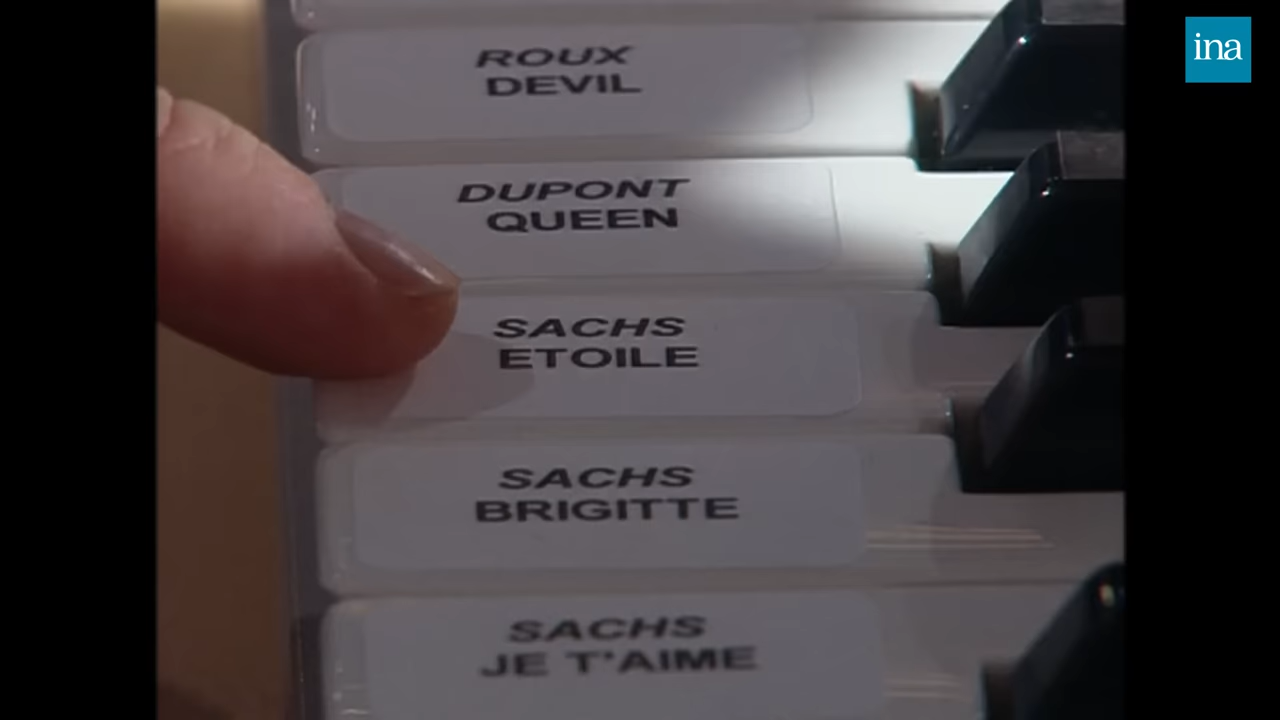 ina
ROUX
DEVIL
DUPONT
QUEEN
SACHS
ETOILE
SACHS
BRIGITTE
SACHS
JE T'AIME